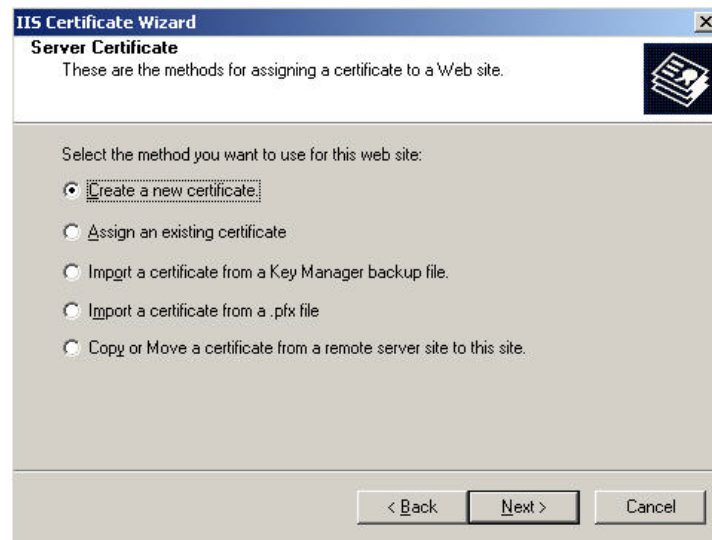 IIS Certificate Wizard
Server Certificate
These are the methods for assigning a certificate to a Web site.
Select the method you want to use for this web site:
Create a new certificate.
Assign an existing certificate
Import a certificate from a Key Manager backup file.
Import a certificate from a .pfx file
Copy or Move a certificate from a remote server site to this site.
< Back Next > Cancel